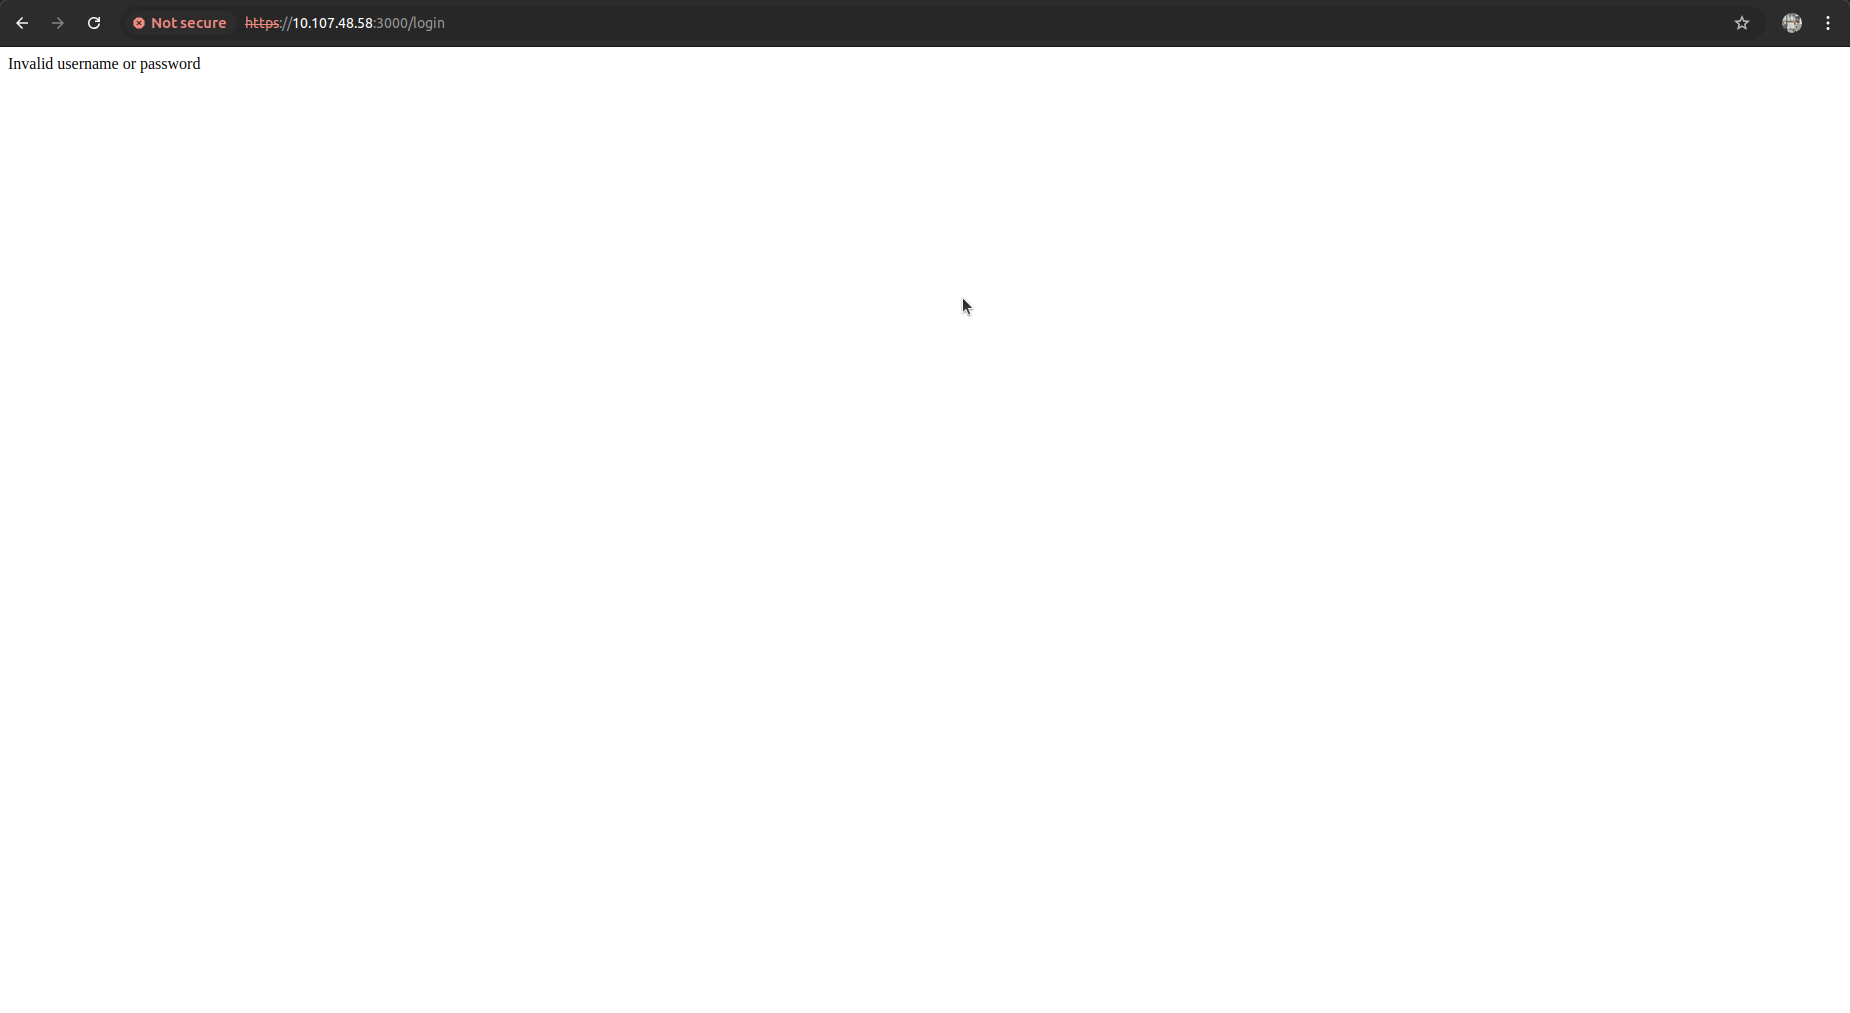 Not secure https://10.107.48.58:3000/login
Invalid username or password